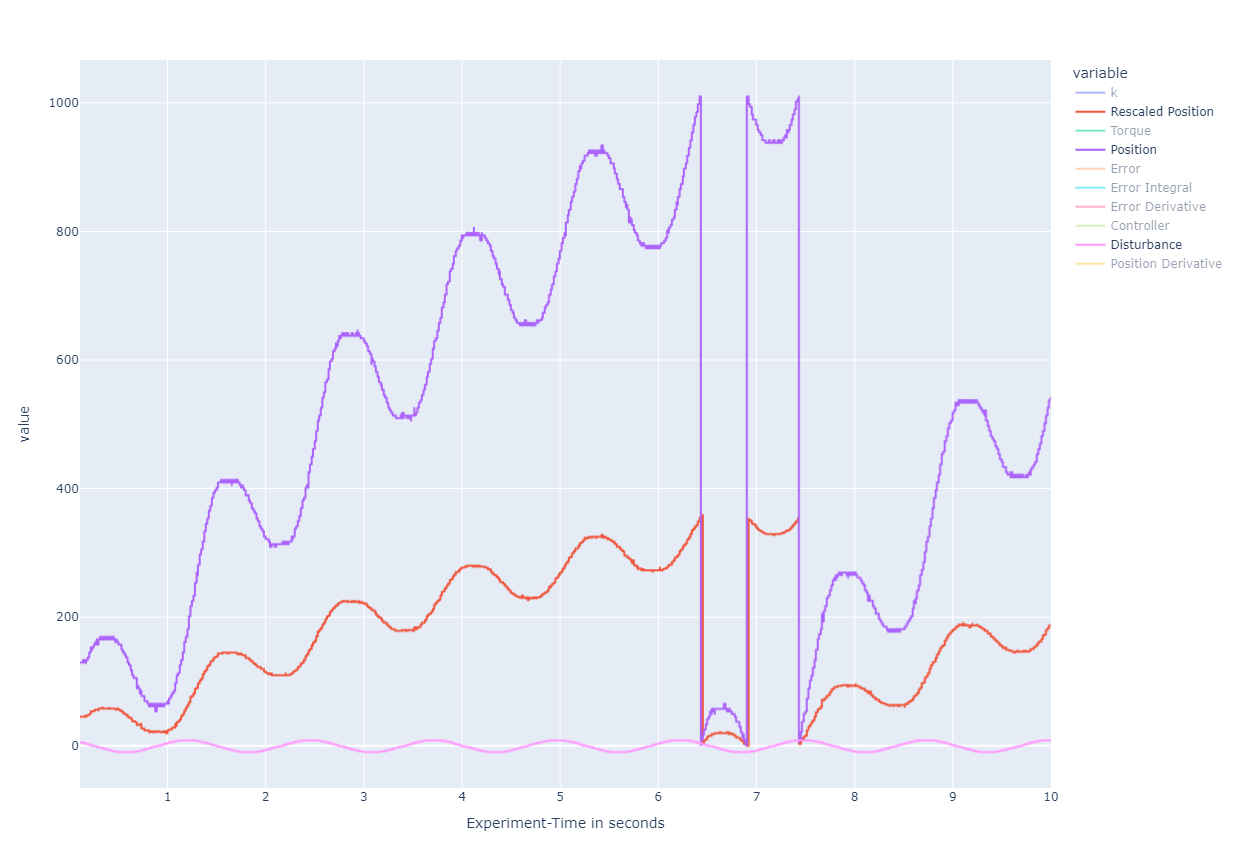 variable
k
Rescaled Position
Torque
Position
Error
Error Integral
Error Derivative
Controller
Disturbance
Position Derivative
1000
800
600
400
200
0
value
1 2 3 4 5 6 7 8 9 10
Experiment-Time in seconds